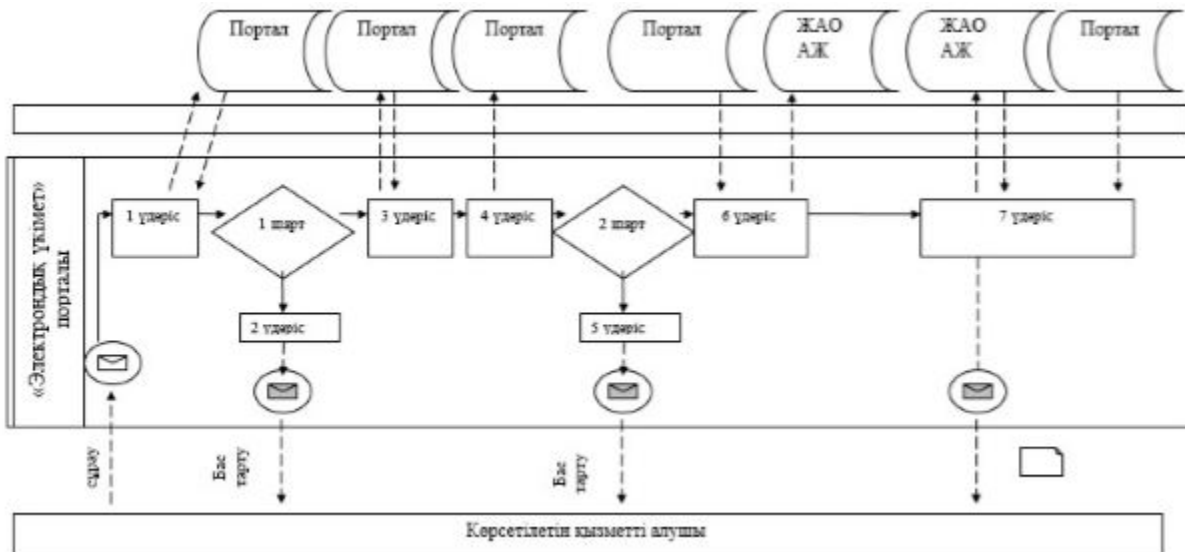 Портал
Портал
Портал
Портал
ЖАО
АЖ
ЖАО
АЖ
Портал
«Электрондық үкімет»
порталы
1 үдеріс
1 шарт
3 үдеріс
4 үдеріс
2 шарт
6 үдеріс
7 үдеріс
2 үдеріс
5 үдеріс
сұрау
Бас
тарту
Бас
тарту
Көрсетілетін қызметті алушы